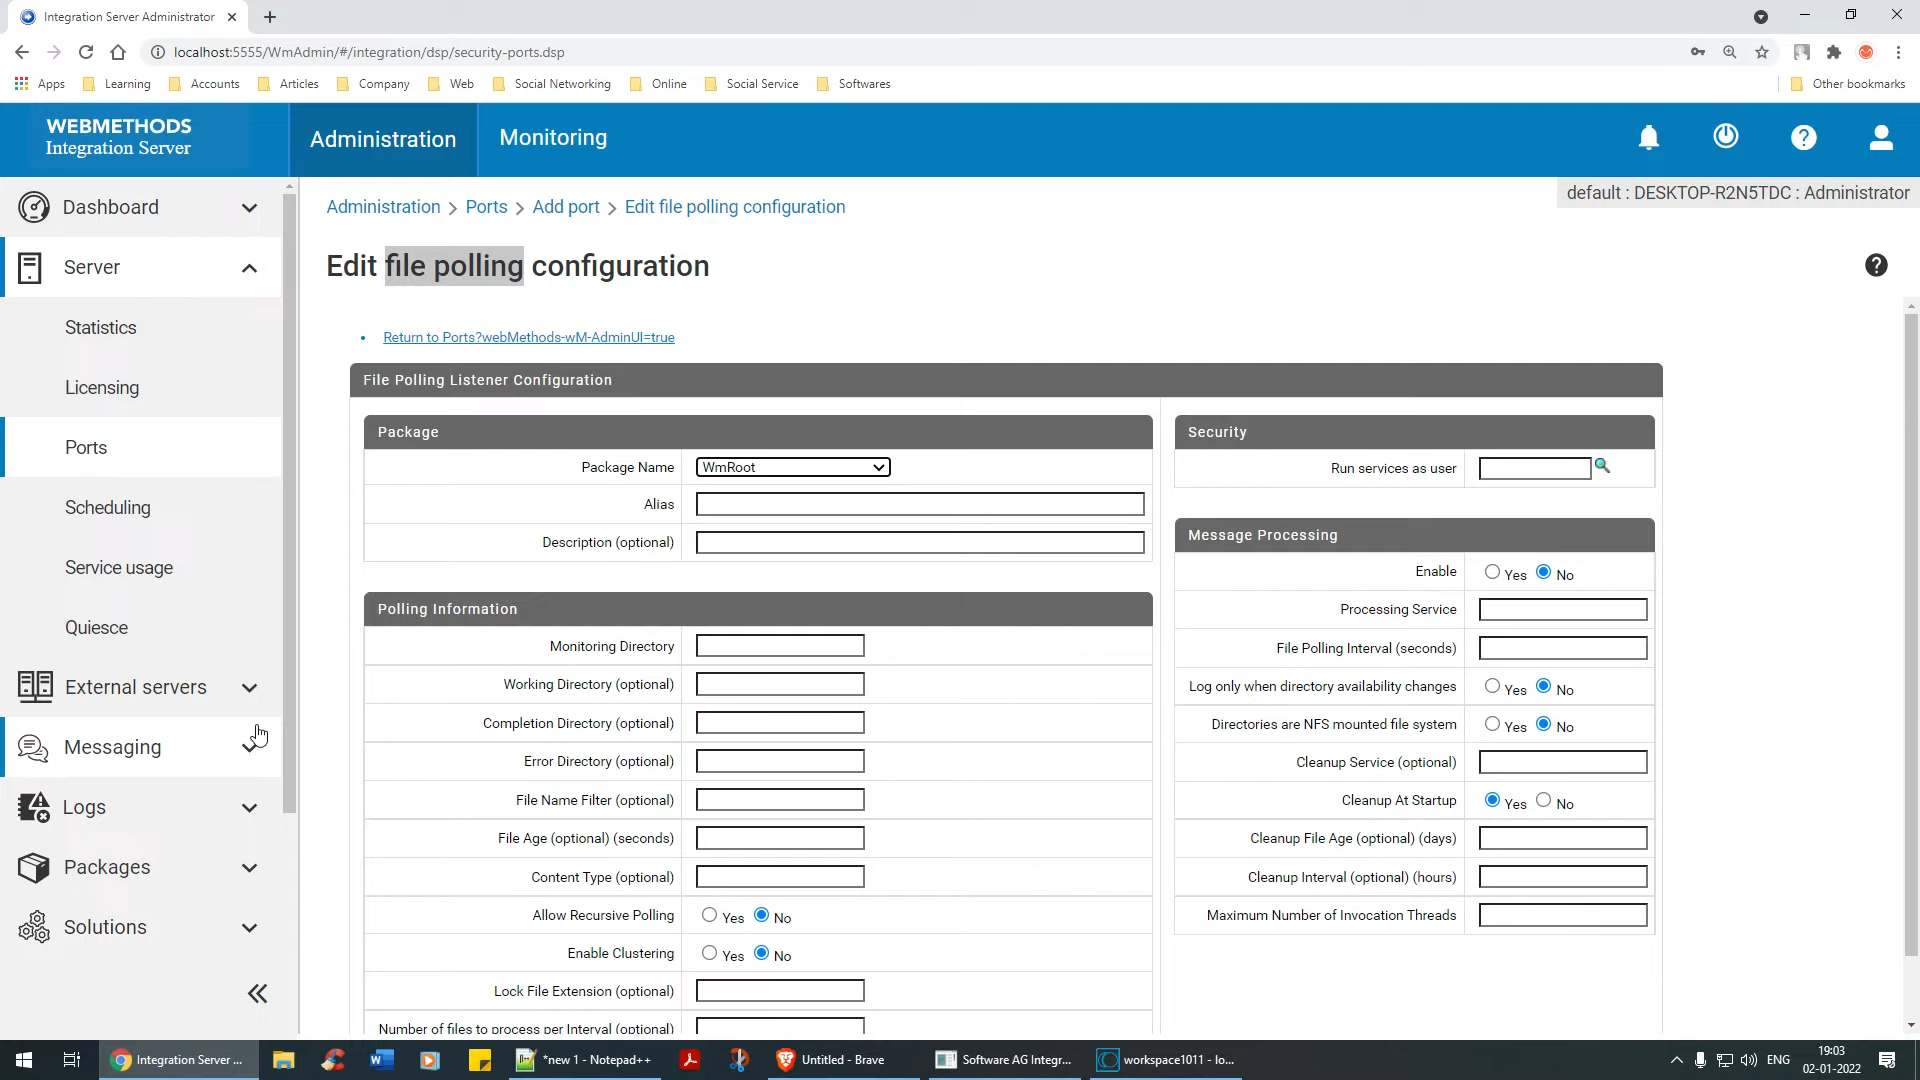 Integration Server Administrator
localhost:5555/WmAdmin/#/integration/dsp/security-ports.dsp
Apps Learning Accounts Articles Company Web Social Networking Online Social Service Softwares Other bookmarks
WEBMETHODS
Integration Server
Administration
Monitoring
default : DESKTOP-R2N5TDC : Administrator
Dashboard
Server
Statistics
Licensing
Ports
Scheduling
Service usage
Quiesce
External servers
Messaging
Logs
Packages
Solutions
Administration > Ports > Add port > Edit file polling configuration
Edit file polling configuration
Return to Ports?webMethods-wM-AdminUI=true
File Polling Listener Configuration
Package
Package Name WmRoot
Alias
Description (optional)
Polling Information
Monitoring Directory
Working Directory (optional)
Completion Directory (optional)
Error Directory (optional)
File Name Filter (optional)
File Age (optional) (seconds)
Content Type (optional)
Allow Recursive Polling Yes No
Enable Clustering Yes No
Lock File Extension (optional)
Number of files to process per Interval (optional)
Security
Run services as user
Message Processing
Enable Yes No
Processing Service
File Polling Interval (seconds)
Log only when directory availability changes Yes No
Directories are NFS mounted file system Yes No
Cleanup Service (optional)
Cleanup At Startup Yes No
Cleanup File Age (optional) (days)
Cleanup Interval (optional) (hours)
Maximum Number of Invocation Threads
Integration Server ...
*new 1 - Notepad++
Untitled - Brave
Software AG Integr...
workspace1011 - Io...
ENG
19:03
02-01-2022